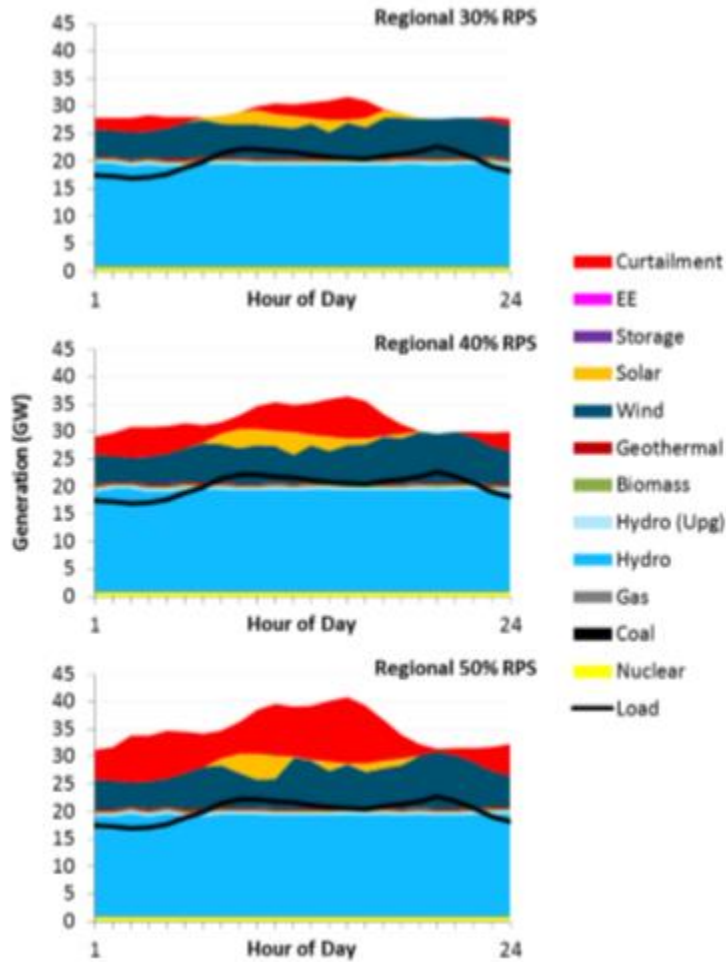 Regional 30% RPS
45
40
35
30
25
20
15
10
5
0
1 Hour of Day 24
Regional 40% RPS
45
40
35
30
25
20
15
10
5
0
1 Hour of Day 24
Regional 50% RPS
45
40
35
30
25
20
15
10
5
0
1 Hour of Day 24
Generation (GW)
Curtailment
EE
Storage
Solar
Wind
Geothermal
Biomass
Hydro (Upg)
Hydro
Gas
Coal
Nuclear
Load